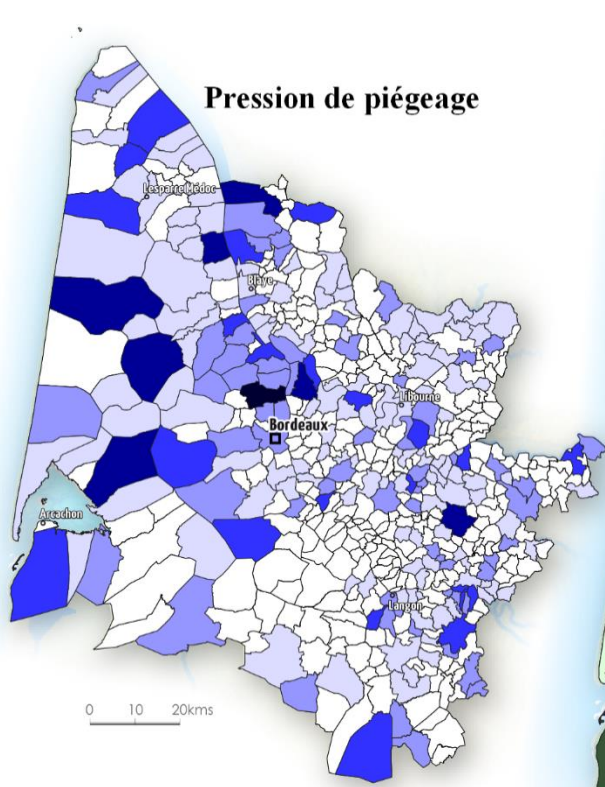 Pression de piégeage
Lesparre Médoc
Blaye
Libourne
Bordeaux
Arcachon
Langon
0 10 20kms